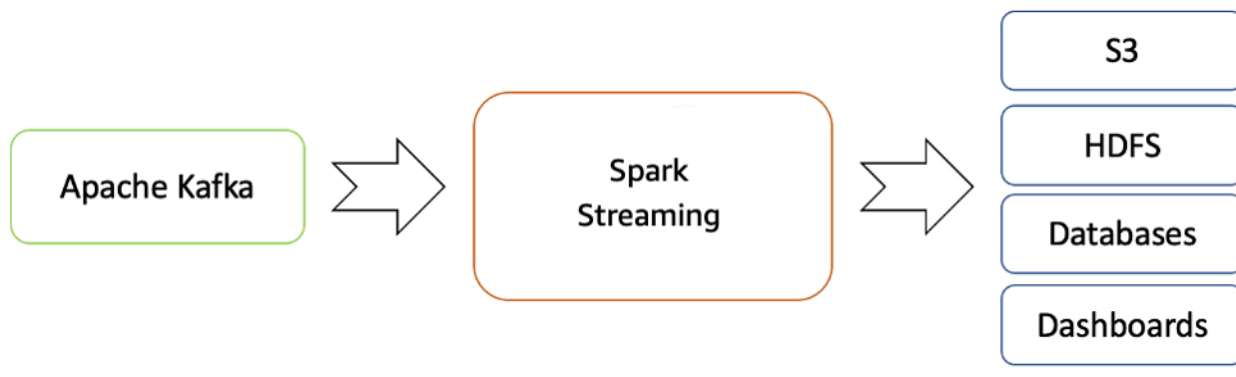 Apache Kafka
Spark
Streaming
S3
HDFS
Databases
Dashboards